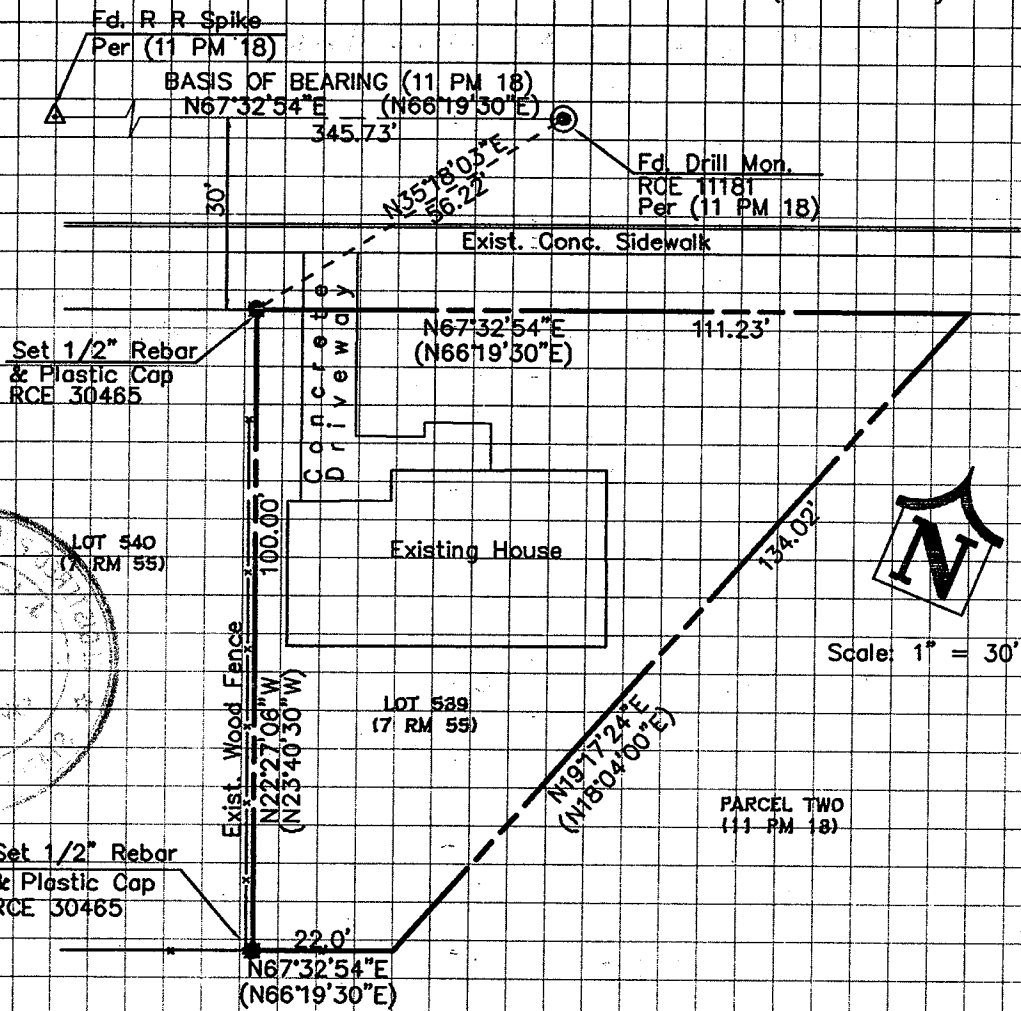 Fd. R R Spike
Per (11 PM 18)
BASIS OF BEARING (11 PM 18)
N67°32'54"E (N66°19'30"E)
345.73'
30'
N35°18'03"E
56.22'
Fd. Drill Mon.
RCE 11181
Per (11 PM 18)
Exist. Conc. Sidewalk
Concrete
Driveway
N67°32'54"E
(N66°19'30"E)
111.23'
Set 1/2" Rebar
& Plastic Cap
RCE 30465
100.00'
LOT 540
(7 RM 55)
Existing House
134.02'
N
Scale: 1" = 30'
Exist. Wood Fence
N22°27'06"W
(N23°40'30"W)
LOT 539
(7 RM 55)
N19°17'24"E
(N18°04'00"E)
PARCEL TWO
(11 PM 18)
Set 1/2" Rebar
& Plastic Cap
RCE 30465
22.0'
N67°32'54"E
(N66°19'30"E)